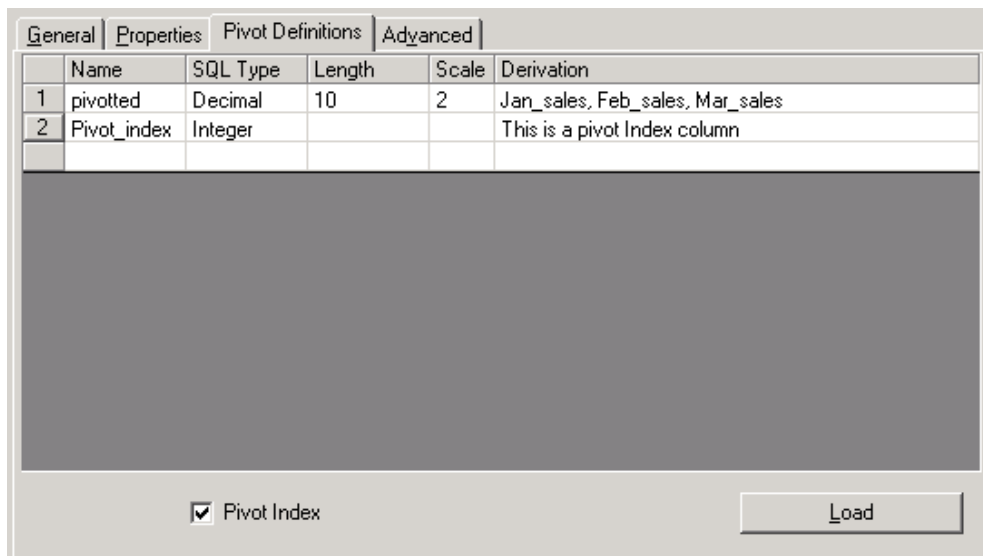 General Properties Pivot Definitions Advanced
Name SQL Type Length Scale Derivation
1 pivotted Decimal 10 2 Jan_sales, Feb_sales, Mar_sales
2 Pivot_index Integer This is a pivot Index column
Pivot Index Load